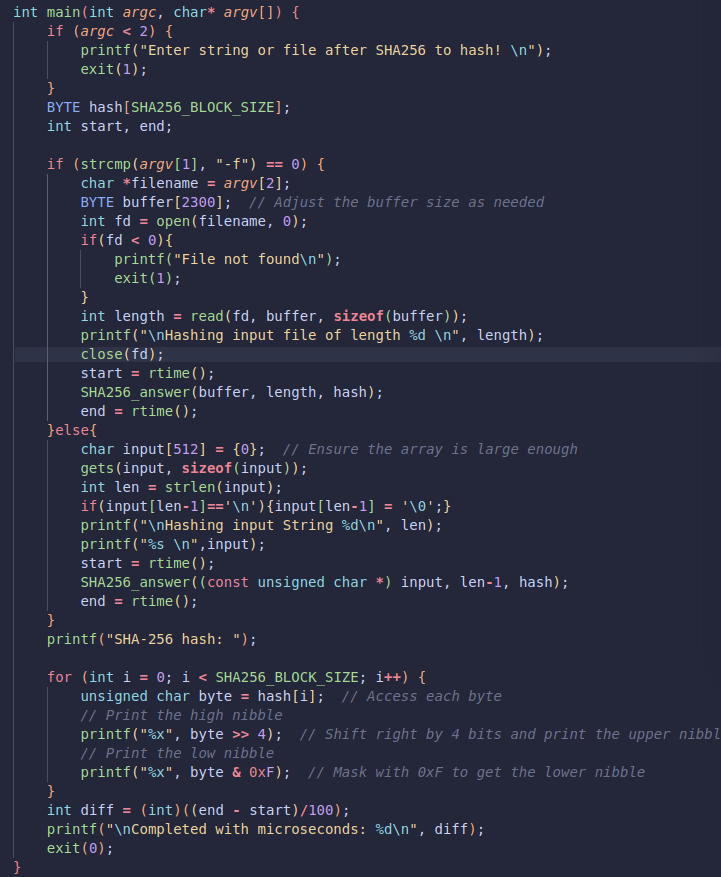 int main(int argc, char* argv[]) {
    if (argc < 2) {
        printf("Enter string or file after SHA256 to hash! \n");
        exit(1);
    }
    BYTE hash[SHA256_BLOCK_SIZE];
    int start, end;

    if (strcmp(argv[1], "-f") == 0) {
        char *filename = argv[2];
        BYTE buffer[2300];  // Adjust the buffer size as needed
        int fd = open(filename, 0);
        if(fd < 0){
            printf("File not found\n");
            exit(1);
        }
        int length = read(fd, buffer, sizeof(buffer));
        printf("\nHashing input file of length %d \n", length);
        close(fd);
        start = rtime();
        SHA256_answer(buffer, length, hash);
        end = rtime();
    }else{
        char input[512] = {0};  // Ensure the array is large enough
        gets(input, sizeof(input));
        int len = strlen(input);
        if(input[len-1]=='\n'){input[len-1] = '\0';}
        printf("\nHashing input String %d\n", len);
        printf("%s \n",input);
        start = rtime();
        SHA256_answer((const unsigned char *) input, len-1, hash);
        end = rtime();
    }
    printf("SHA-256 hash: ");

    for (int i = 0; i < SHA256_BLOCK_SIZE; i++) {
        unsigned char byte = hash[i];  // Access each byte
        // Print the high nibble
        printf("%x", byte >> 4);  // Shift right by 4 bits and print the upper nibbl
        // Print the low nibble
        printf("%x", byte & 0xF);  // Mask with 0xF to get the lower nibble
    }
    int diff = (int)((end - start)/100);
    printf("\nCompleted with microseconds: %d\n", diff);
    exit(0);
}